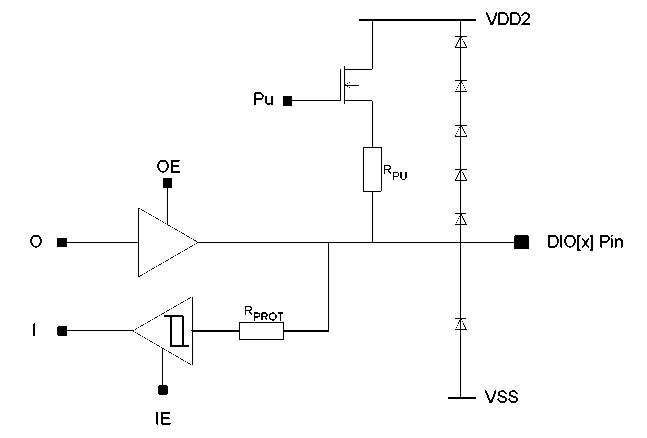 VDD2
Pu
R_PU
OE
O
DIO[x] Pin
R_PROT
I
IE
VSS